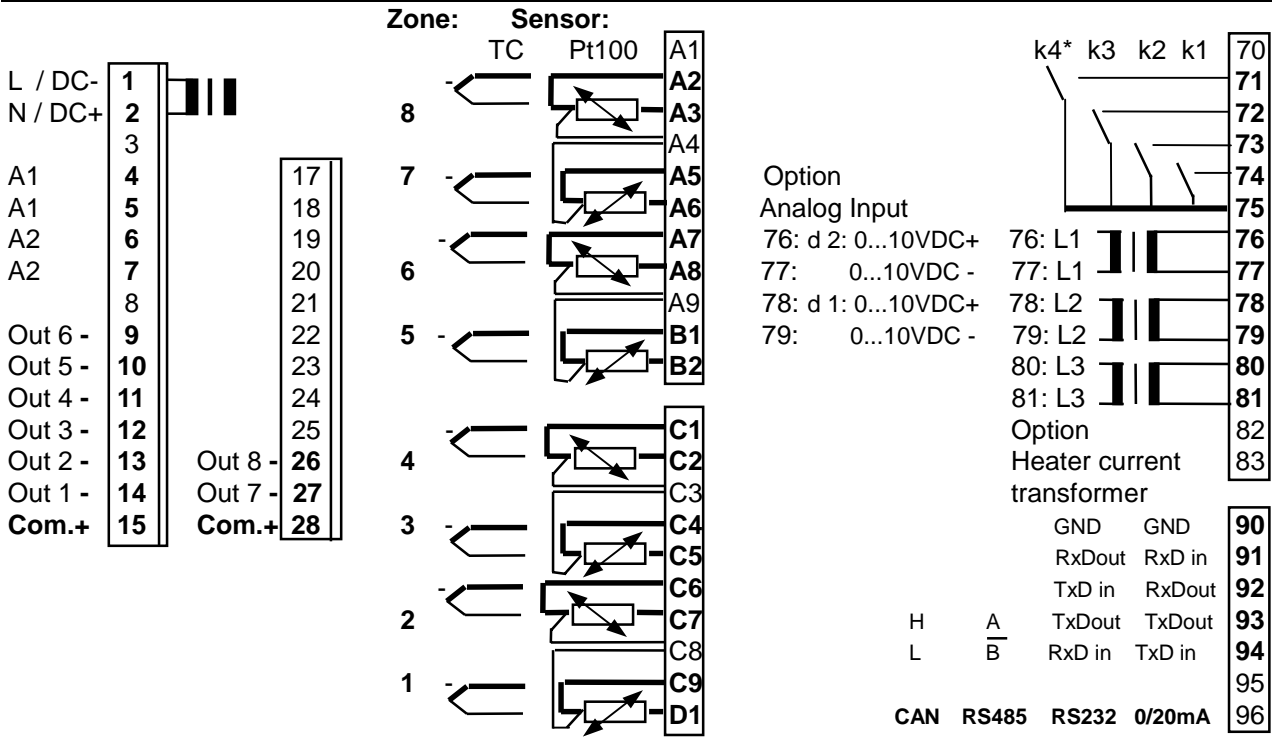 Zone: Sensor:
TC Pt100 A1
k4* k3 k2 k1 70
L / DC- 1
- A2
71
N / DC+ 2
8 A3
72
3
A4
73
A1 4
17
7 - A5
Option
74
A1 5
18
A6
Analog Input
75
A2 6
19
- A7
76: d 2: 0...10VDC+ 76: L1 76
A2 7
20
6 A8
77: 0...10VDC - 77: L1 77
8
21
A9
78: d 1: 0...10VDC+ 78: L2 78
Out 6 - 9
22
5 - B1
79: 0...10VDC - 79: L2 79
Out 5 - 10
23
B2
80: L3 80
Out 4 - 11
24
81: L3 81
Out 3 - 12
25
- C1
Option 82
Out 2 - 13
Out 8 - 26
4 C2
Heater current 83
Out 1 - 14
Out 7 - 27
C3
transformer
Com.+ 15
Com.+ 28
3 - C4
GND GND 90
C5
RxDout RxD in 91
- C6
TxD in RxDout 92
2 C7
H A TxDout TxDout 93
C8
L B RxD in TxD in 94
1 - C9
95
D1
CAN RS485 RS232 0/20mA 96